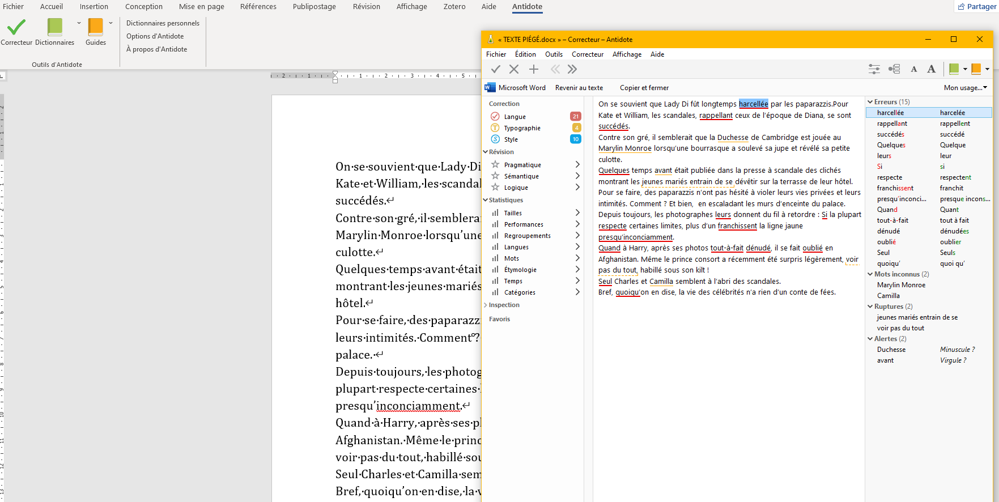 Fichier Accueil Insertion Conception Mise en page Références Publipostage Révision Affichage Zotero Aide Antidote Partager
Correcteur Dictionnaires Guides
Dictionnaires personnels
Options d'Antidote
À propos d'Antidote
Outils d'Antidote
2 1 1 2 3 4 5
On·se·souvient·que·Lady·Di
Kate·et·William,·les·scandal
succédés.↵
Contre·son·gré,·il·semblerai
Marylin·Monroe·lorsqu’une
culotte.↵
Quelques·temps·avant·était
montrant·les·jeunes·mariés
hôtel.↵
Pour·se·faire,·des·paparazzi
leurs·intimités.·Comment°?
palace.·↵
Depuis·toujours,·les·photog
plupart·respecte·certaines·l
presqu’inconciamment.↵
Quand·à·Harry,·après·ses·pl
Afghanistan.·Même·le·princ
voir·pas·du·tout,·habillé·sou
Seul·Charles·et·Camilla·sem
Bref,·quoiqu’on·en·dise,·la·v
« TEXTE PIÉGÉ.docx » – Correcteur – Antidote
Fichier Édition Outils Correcteur Affichage Aide
A A
Microsoft Word Revenir au texte Copier et fermer Mon usage...
Correction
Langue 21
Typographie 4
Style 10
Révision
Pragmatique
Sémantique
Logique
Statistiques
Tailles
Performances
Regroupements
Langues
Mots
Étymologie
Temps
Catégories
Inspection
Favoris
On se souvient que Lady Di fût longtemps harcellée par les paparazzis.Pour
Kate et William, les scandales, rappellant ceux de l’époque de Diana, se sont
succédés.
Contre son gré, il semblerait que la Duchesse de Cambridge est jouée au
Marylin Monroe lorsqu’une bourrasque a soulevé sa jupe et révélé sa petite
culotte.
Quelques temps avant était publiée dans la presse à scandale des clichés
montrant les jeunes mariés entrain de se dévêtir sur la terrasse de leur hôtel.
Pour se faire, des paparazzis n’ont pas hésité à violer leurs vies privées et leurs
intimités. Comment ? Et bien,  en escaladant les murs d’enceinte du palace.
Depuis toujours, les photographes leurs donnent du fil à retordre : Si la plupart
respecte certaines limites, plus d’un franchissent la ligne jaune
presqu’inconciamment.
Quand à Harry, après ses photos tout-à-fait dénudé, il se fait oublié en
Afghanistan. Même le prince consort a récemment été surpris légèrement, voir
pas du tout, habillé sous son kilt !
Seul Charles et Camilla semblent à l’abri des scandales.
Bref, quoiqu’on en dise, la vie des célébrités n’a rien d’un conte de fées.
Erreurs (15)
harcellée harcelée
rappellant rappellent
succédés succédé
Quelques Quelque
leurs leur
Si si
respecte respectent
franchissent franchit
presqu’inconci... presque incons...
Quand Quant
tout-à-fait tout à fait
dénudé dénudées
oublié oublier
Seul Seuls
quoiqu’ quoi qu’
Mots inconnus (2)
Marylin Monroe
Camilla
Ruptures (2)
jeunes mariés entrain de se
voir pas du tout
Alertes (2)
Duchesse Minuscule ?
avant Virgule ?